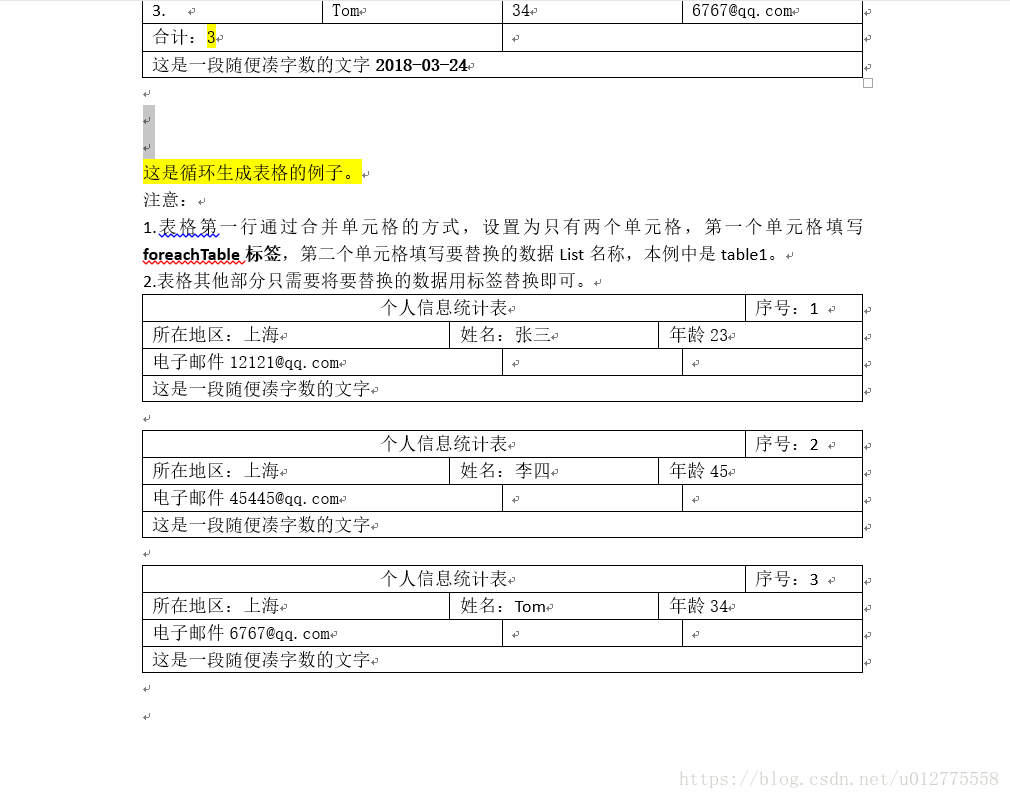 3. Tom 34 6767@qq.com
合计：3
这是一段随便凑字数的文字 2018-03-24
这是循环生成表格的例子。
注意：
1.表格第一行通过合并单元格的方式，设置为只有两个单元格，第一个单元格填写
foreachTable 标签，第二个单元格填写要替换的数据 List 名称，本例中是 table1。
2.表格其他部分只需要将要替换的数据用标签替换即可。
个人信息统计表 序号：1
所在地区：上海 姓名：张三 年龄 23
电子邮件 12121@qq.com
这是一段随便凑字数的文字
个人信息统计表 序号：2
所在地区：上海 姓名：李四 年龄 45
电子邮件 45445@qq.com
这是一段随便凑字数的文字
个人信息统计表 序号：3
所在地区：上海 姓名：Tom 年龄 34
电子邮件 6767@qq.com
这是一段随便凑字数的文字
https://blog.csdn.net/u012775558